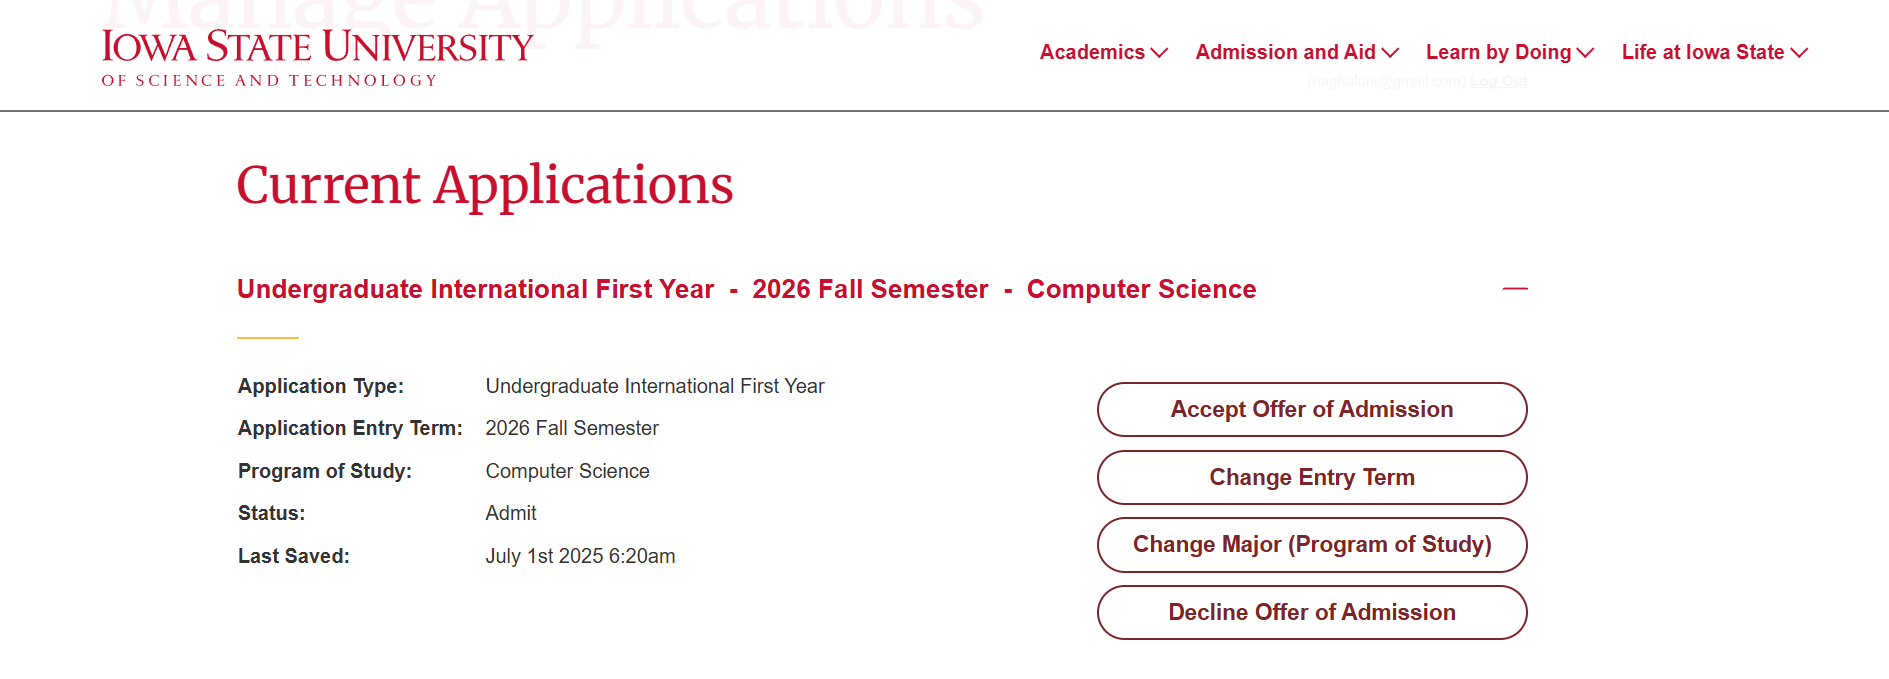 Manage Applications
IOWA STATE UNIVERSITY
OF SCIENCE AND TECHNOLOGY
Academics Admission and Aid Learn by Doing Life at Iowa State
Log Out
Current Applications
Undergraduate International First Year - 2026 Fall Semester - Computer Science
Application Type: Undergraduate International First Year
Application Entry Term: 2026 Fall Semester
Program of Study: Computer Science
Status: Admit
Last Saved: July 1st 2025 6:20am
Accept Offer of Admission
Change Entry Term
Change Major (Program of Study)
Decline Offer of Admission